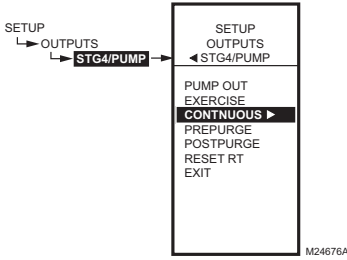 SETUP
OUTPUTS
STG4/PUMP
SETUP
OUTPUTS
◄ STG4/PUMP
PUMP OUT
EXERCISE
CONTNUOUS ►
PREPURGE
POSTPURGE
RESET RT
EXIT
M24676A